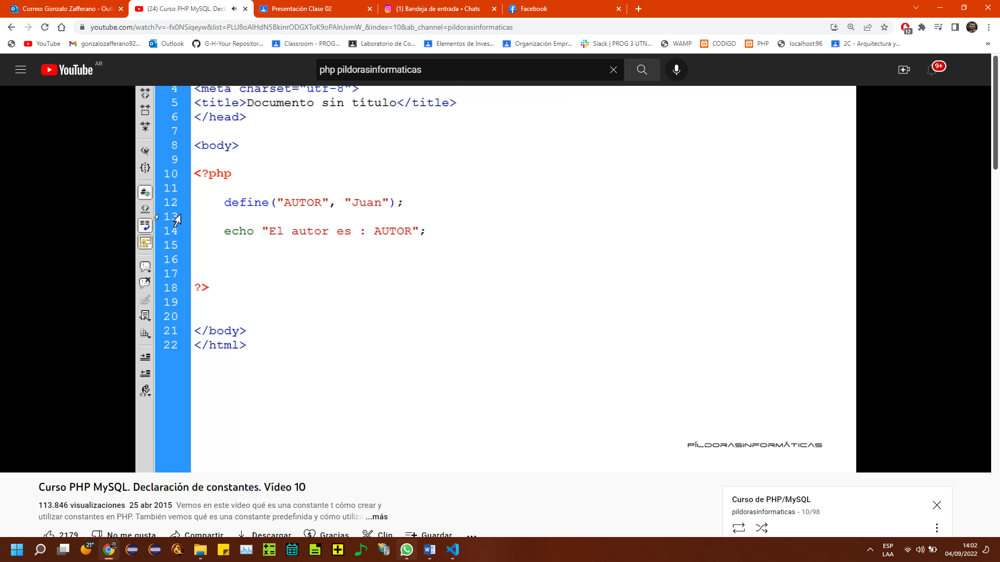 Correo: Gonzalo Zafferano - Outl
(24) Curso PHP MySQL. Decla
Presentación Clase 02
(1) Bandeja de entrada • Chats
Facebook
youtube.com/watch?v=-fx0NSiqeyw&list=PLU8oAlHdN5BkinrODGXToK9oPAlnJxmW_&index=10&ab_channel=pildorasinformaticas
12
YouTube
gonzalozafferano92...
Outlook
G-H-Your Repositor...
Classroom - PROG...
Laboratorio de Co...
Elementos de Inves...
Organización Empr...
Slack | PROG 3 UTN...
WAMP
CODIGO
PHP
localhost:96
2C - Arquitectura y...
YouTube AR
php pildorasinformaticas
9+
4 <meta charset="utf-8">
5 <title>Documento sin título</title>
6 </head>
7
8 <body>
9
10 <?php
11
12 define("AUTOR", "Juan");
13
14 echo "El autor es : AUTOR";
15
16
17
18 ?>
19
20
21 </body>
22 </html>
PÍLDORASINFORMÁTICAS
Curso PHP MySQL. Declaración de constantes. Vídeo 10
113.846 visualizaciones 25 abr 2015 Vemos en este vídeo qué es una constante t cómo crear y
utilizar constantes en PHP. También vemos qué es una constante predefinida y cómo utiliza ...más
2179
No me gusta
Compartir
Descargar
Gracias
Clip
Guardar
Curso de PHP/MySQL
pildorasinformaticas - 10/98
21°
ESP
LAA
14:02
04/09/2022